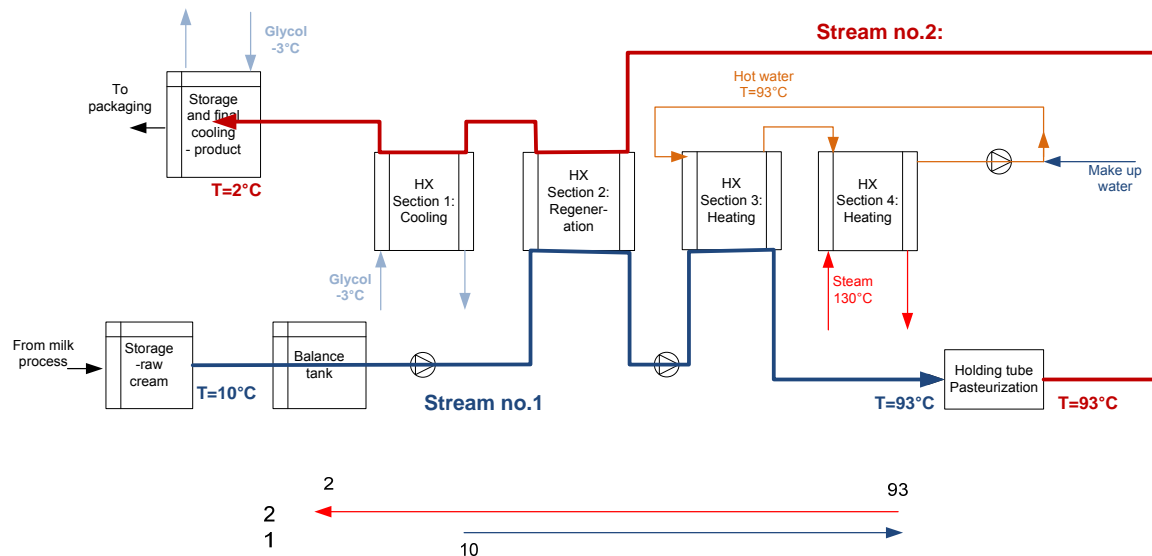 Glycol
-3°C
Stream no.2:
To
packaging
Storage
and final
cooling
- product
T=2°C
Hot water
T=93°C
HX
Section 1:
Cooling
HX
Section 2:
Regener-
ation
HX
Section 3:
Heating
HX
Section 4:
Heating
Make up
water
Glycol
-3°C
Steam
130°C
From milk
process
Storage
-raw
cream
T=10°C
Balance
tank
Stream no.1
Holding tube
Pasteurization
T=93°C
T=93°C
2
93
2
1
10